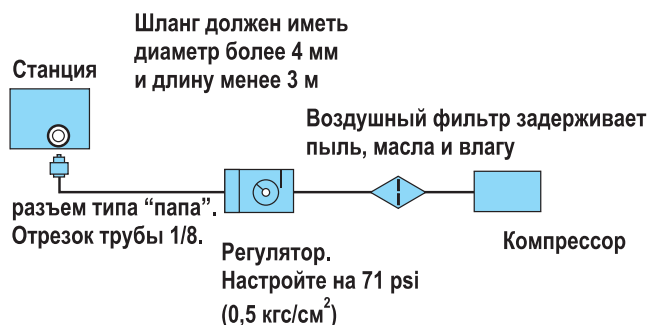 Шланг должен иметь
диаметр более 4 мм
и длину менее 3 м
Станция
Воздушный фильтр задерживает
пыль, масла и влагу
разъем типа “папа”.
Отрезок трубы 1/8.
Регулятор.
Настройте на 71 psi
(0,5 кгс/см²)
Компрессор